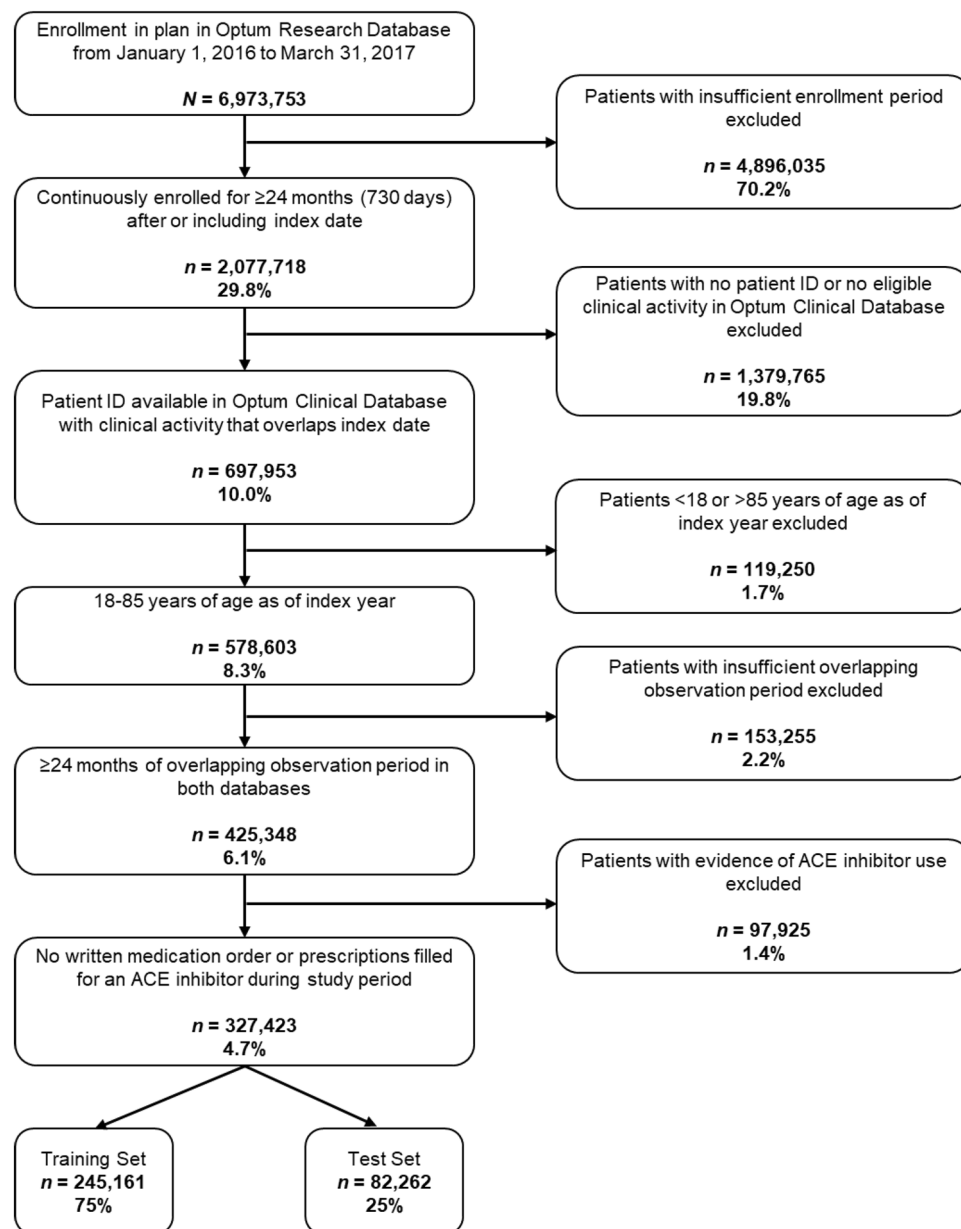 Enrollment in plan in Optum Research Database
from January 1, 2016 to March 31, 2017
N = 6,973,753
Patients with insufficient enrollment period
excluded
n = 4,896,035
70.2%
Continuously enrolled for ≥24 months (730 days)
after or including index date
n = 2,077,718
29.8%
Patients with no patient ID or no eligible
clinical activity in Optum Clinical Database
excluded
n = 1,379,765
19.8%
Patient ID available in Optum Clinical Database
with clinical activity that overlaps index date
n = 697,953
10.0%
Patients <18 or >85 years of age as of
index year excluded
n = 119,250
1.7%
18-85 years of age as of index year
n = 578,603
8.3%
Patients with insufficient overlapping
observation period excluded
n = 153,255
2.2%
≥24 months of overlapping observation period in
both databases
n = 425,348
6.1%
Patients with evidence of ACE inhibitor use
excluded
n = 97,925
1.4%
No written medication order or prescriptions filled
for an ACE inhibitor during study period
n = 327,423
4.7%
Training Set
n = 245,161
75%
Test Set
n = 82,262
25%